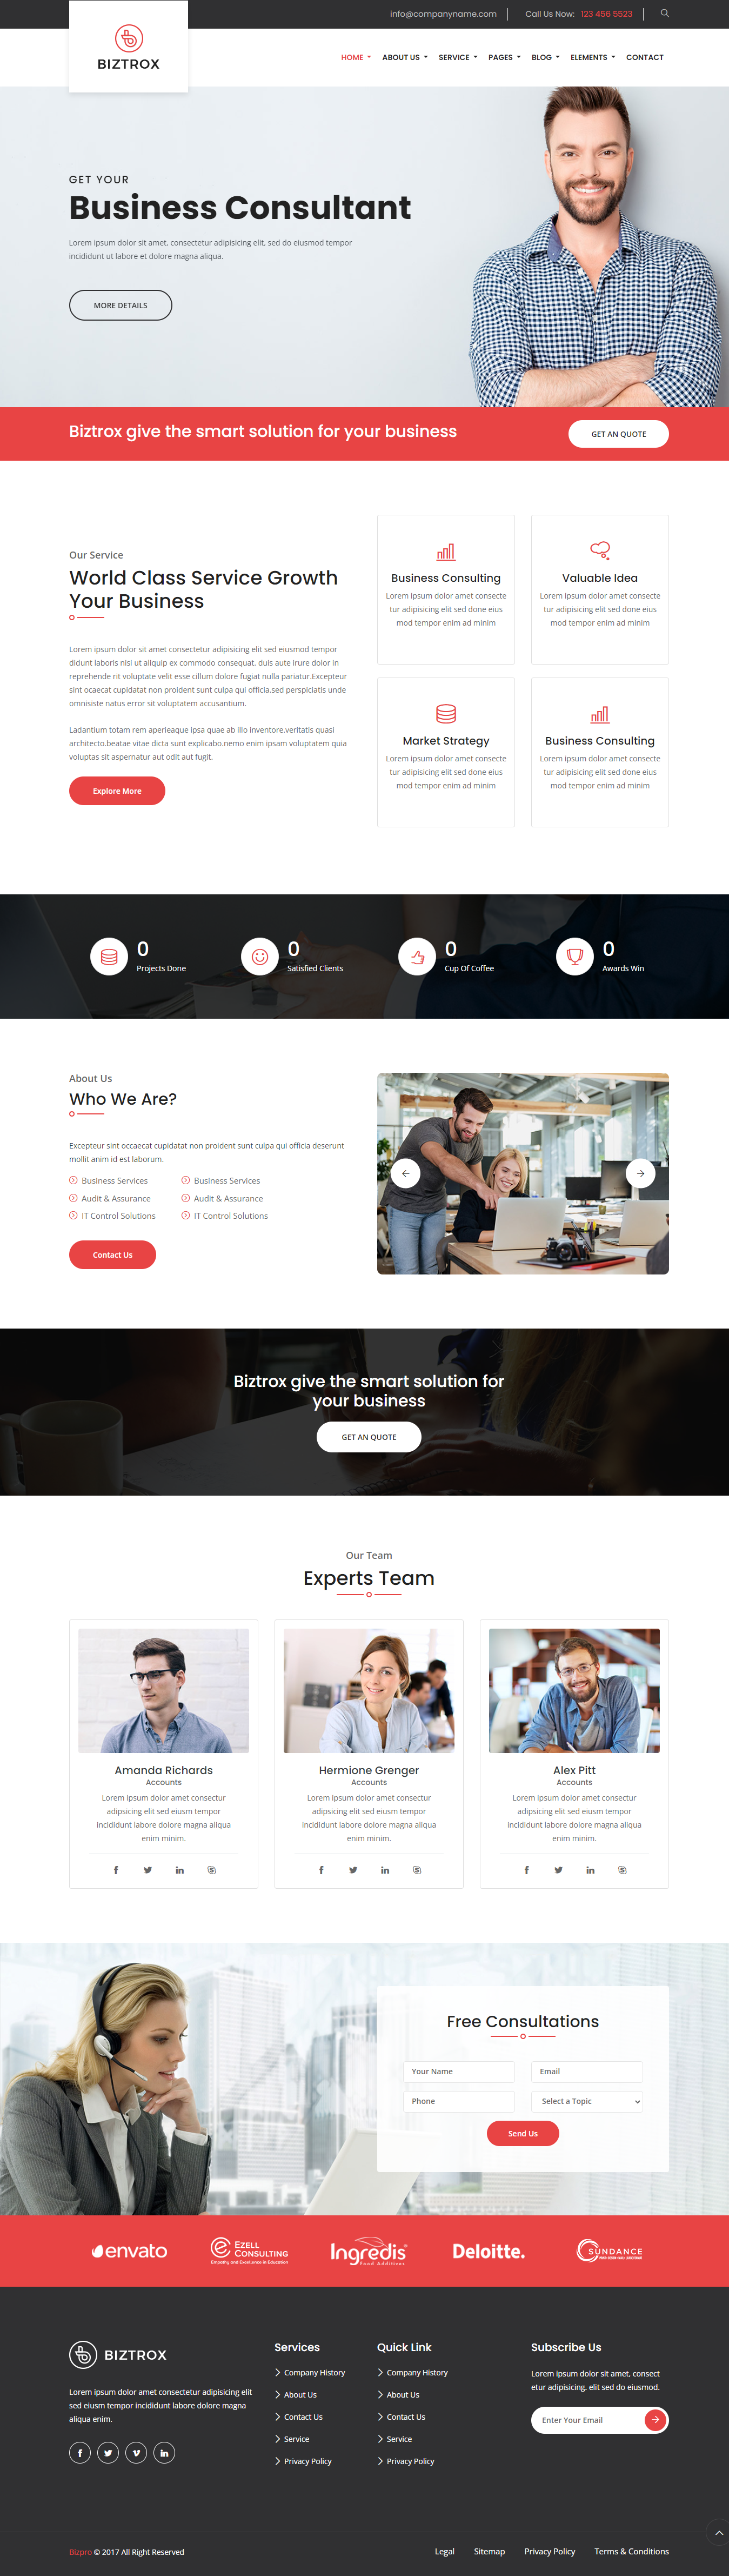 info@companyname.com
Call Us Now: 123 456 5523
BIZTROX
HOME
ABOUT US
SERVICE
PAGES
BLOG
ELEMENTS
CONTACT
GET YOUR
Business Consultant
Lorem ipsum dolor sit amet, consectetur adipisicing elit, sed do eiusmod tempor
incididunt ut labore et dolore magna aliqua.
MORE DETAILS
Biztrox give the smart solution for your business
GET AN QUOTE
Our Service
World Class Service Growth
Your Business
Lorem ipsum dolor sit amet consectetur adipisicing elit sed eiusmod tempor
didunt laboris nisi ut aliquip ex commodo consequat. duis aute irure dolor in
reprehende rit voluptate velit esse cillum dolore fugiat nulla pariatur.Excepteur
sint ocaecat cupidatat non proident sunt culpa qui officia.sed perspiciatis unde
omnisiste natus error sit voluptatem accusantium.
Ladantium totam rem aperieaque ipsa quae ab illo inventore.veritatis quasi
architecto.beatae vitae dicta sunt explicabo.nemo enim ipsam voluptatem quia
voluptas sit aspernatur aut odit aut fugit.
Explore More
Business Consulting
Lorem ipsum dolor amet consecte
tur adipisicing elit sed done eius
mod tempor enim ad minim
Valuable Idea
Lorem ipsum dolor amet consecte
tur adipisicing elit sed done eius
mod tempor enim ad minim
Market Strategy
Lorem ipsum dolor amet consecte
tur adipisicing elit sed done eius
mod tempor enim ad minim
Business Consulting
Lorem ipsum dolor amet consecte
tur adipisicing elit sed done eius
mod tempor enim ad minim
0
Projects Done
0
Satisfied Clients
0
Cup Of Coffee
0
Awards Win
About Us
Who We Are?
Excepteur sint occaecat cupidatat non proident sunt culpa qui officia deserunt
mollit anim id est laborum.
Business Services
Audit & Assurance
IT Control Solutions
Business Services
Audit & Assurance
IT Control Solutions
Contact Us
Biztrox give the smart solution for
your business
GET AN QUOTE
Our Team
Experts Team
Amanda Richards
Accounts
Lorem ipsum dolor amet consectur
adipisicing elit sed eiusm tempor
incididunt labore dolore magna aliqua
enim minim.
Hermione Grenger
Accounts
Lorem ipsum dolor amet consectur
adipisicing elit sed eiusm tempor
incididunt labore dolore magna aliqua
enim minim.
Alex Pitt
Accounts
Lorem ipsum dolor amet consectur
adipisicing elit sed eiusm tempor
incididunt labore dolore magna aliqua
enim minim.
Free Consultations
Your Name
Email
Phone
Select a Topic
Send Us
envato
EZELL
CONSULTING
Empathy and Excellence in Education
Ingredis
Food Additives
Deloitte.
SUNDANCE
BIZTROX
Lorem ipsum dolor amet consectetur adipisicing elit
sed eiusm tempor incididunt labore dolore magna
aliqua enim.
Services
Company History
About Us
Contact Us
Service
Privacy Policy
Quick Link
Company History
About Us
Contact Us
Service
Privacy Policy
Subscribe Us
Lorem ipsum dolor sit amet, consect
etur adipisicing. elit sed do eiusmod.
Enter Your Email
Bizpro © 2017 All Right Reserved
Legal
Sitemap
Privacy Policy
Terms & Conditions